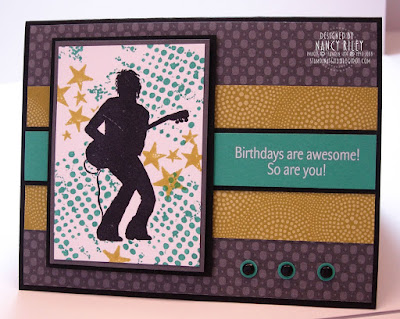 DESIGNED BY
NANCY RILEY
Birthdays are awesome!
So are you!